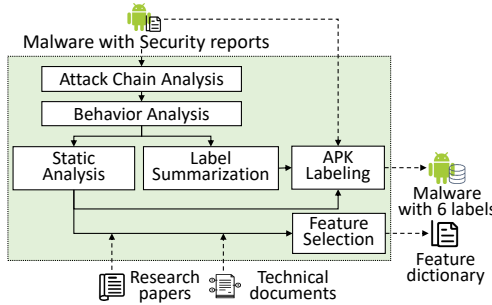 Malware with Security reports
Attack Chain Analysis
Behavior Analysis
Static
Analysis
Label
Summarization
APK
Labeling
Malware
with 6 labels
Feature
Selection
Feature
dictionary
Research
papers
Technical
documents